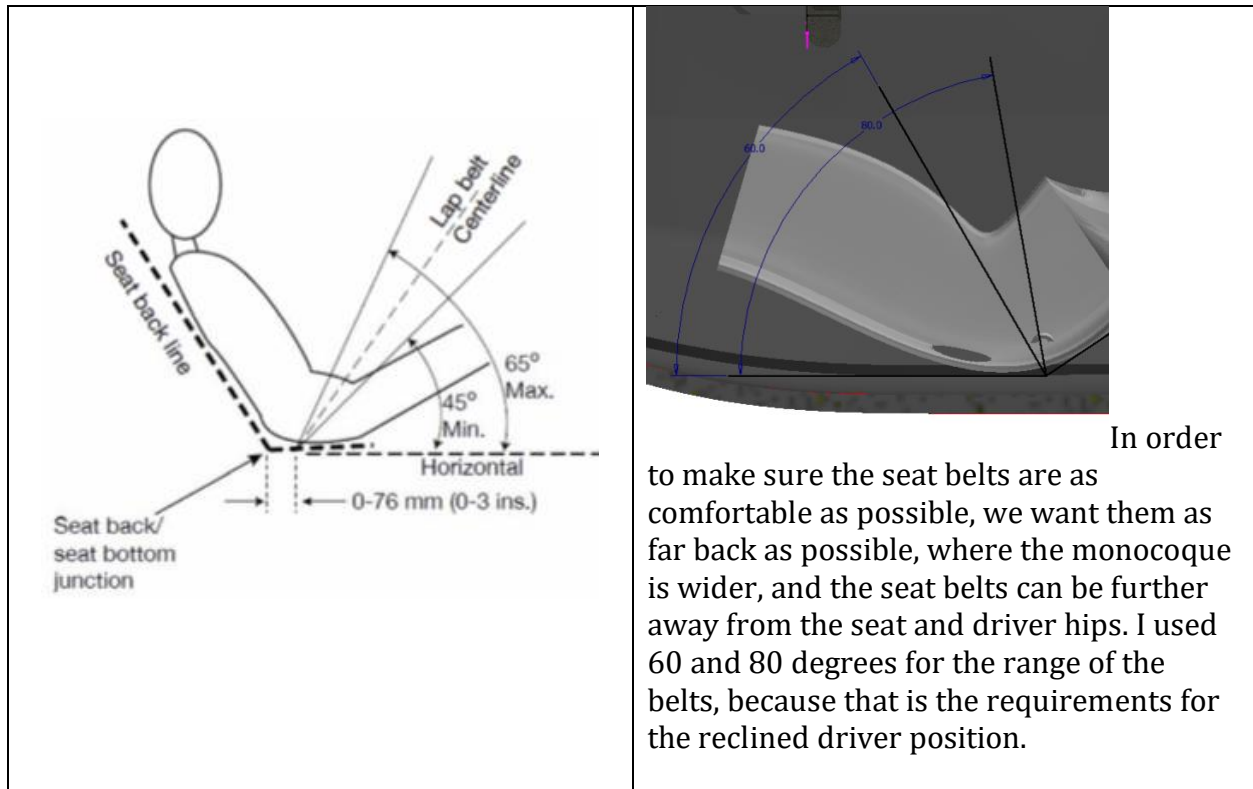 Lap belt
Centerline
Seat back line
65°
Max.
45°
Min.
Horizontal
0-76 mm (0-3 ins.)
Seat back/
seat bottom
junction
60.0
80.0
In order
to make sure the seat belts are as
comfortable as possible, we want them as
far back as possible, where the monocoque
is wider, and the seat belts can be further
away from the seat and driver hips. I used
60 and 80 degrees for the range of the
belts, because that is the requirements for
the reclined driver position.